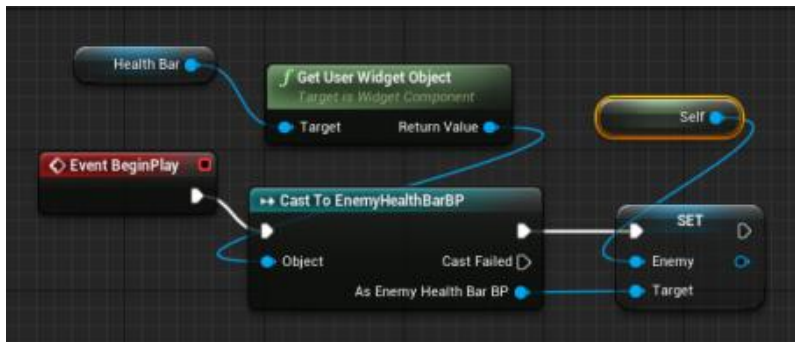 Health Bar
f Get User Widget Object
Target is Widget Component
Target Return Value
Self
Event BeginPlay
Cast To EnemyHealthBarBP
SET
Object Cast Failed
Enemy
As Enemy Health Bar BP
Target